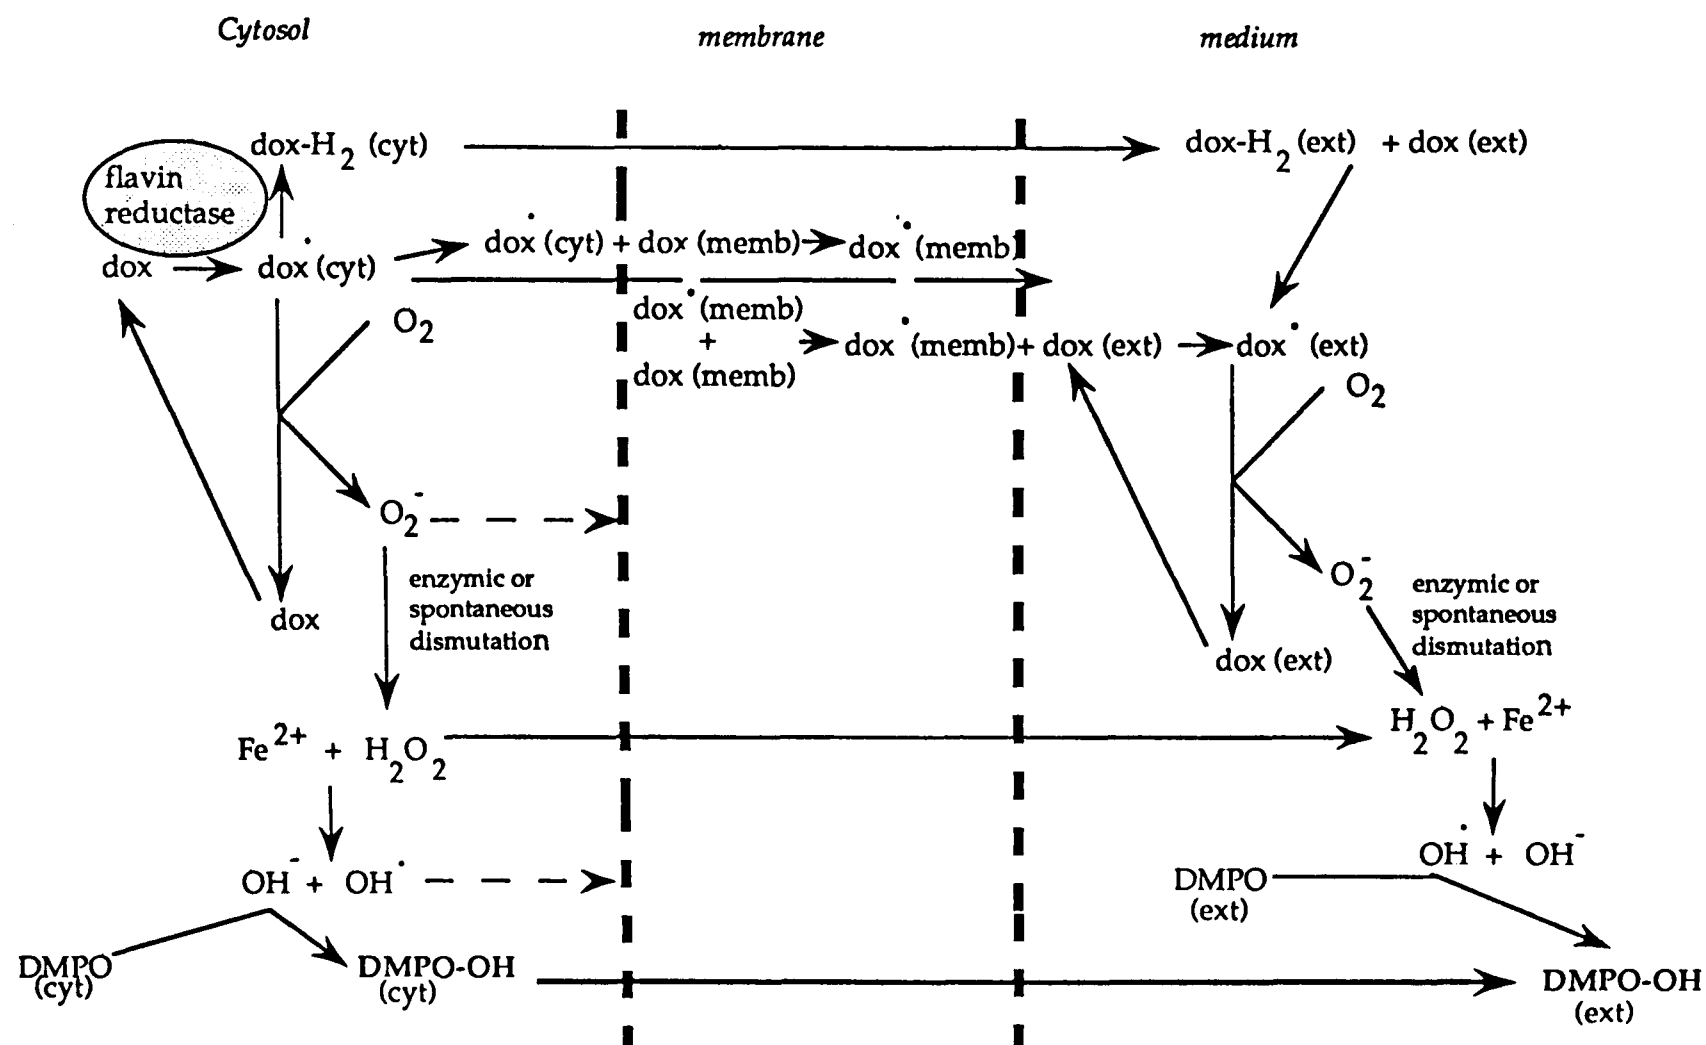 Cytosol membrane medium
dox-H₂ (cyt) dox-H₂ (ext) + dox (ext)
flavin
reductase
dox˙ (cyt) + dox (memb) dox˙ (memb)
dox dox˙ (cyt)
O₂
dox˙ (memb)
+
dox (memb)
dox˙ (memb) + dox (ext) dox˙ (ext)
O₂
O₂⁻
enzymic or
spontaneous
dismutation
dox
O₂⁻
enzymic or
spontaneous
dismutation
dox (ext)
Fe²⁺ + H₂O₂
H₂O₂ + Fe²⁺
OH⁻ + OH˙
OH˙ + OH⁻
DMPO
(ext)
DMPO
(cyt)
DMPO-OH
(cyt)
DMPO-OH
(ext)